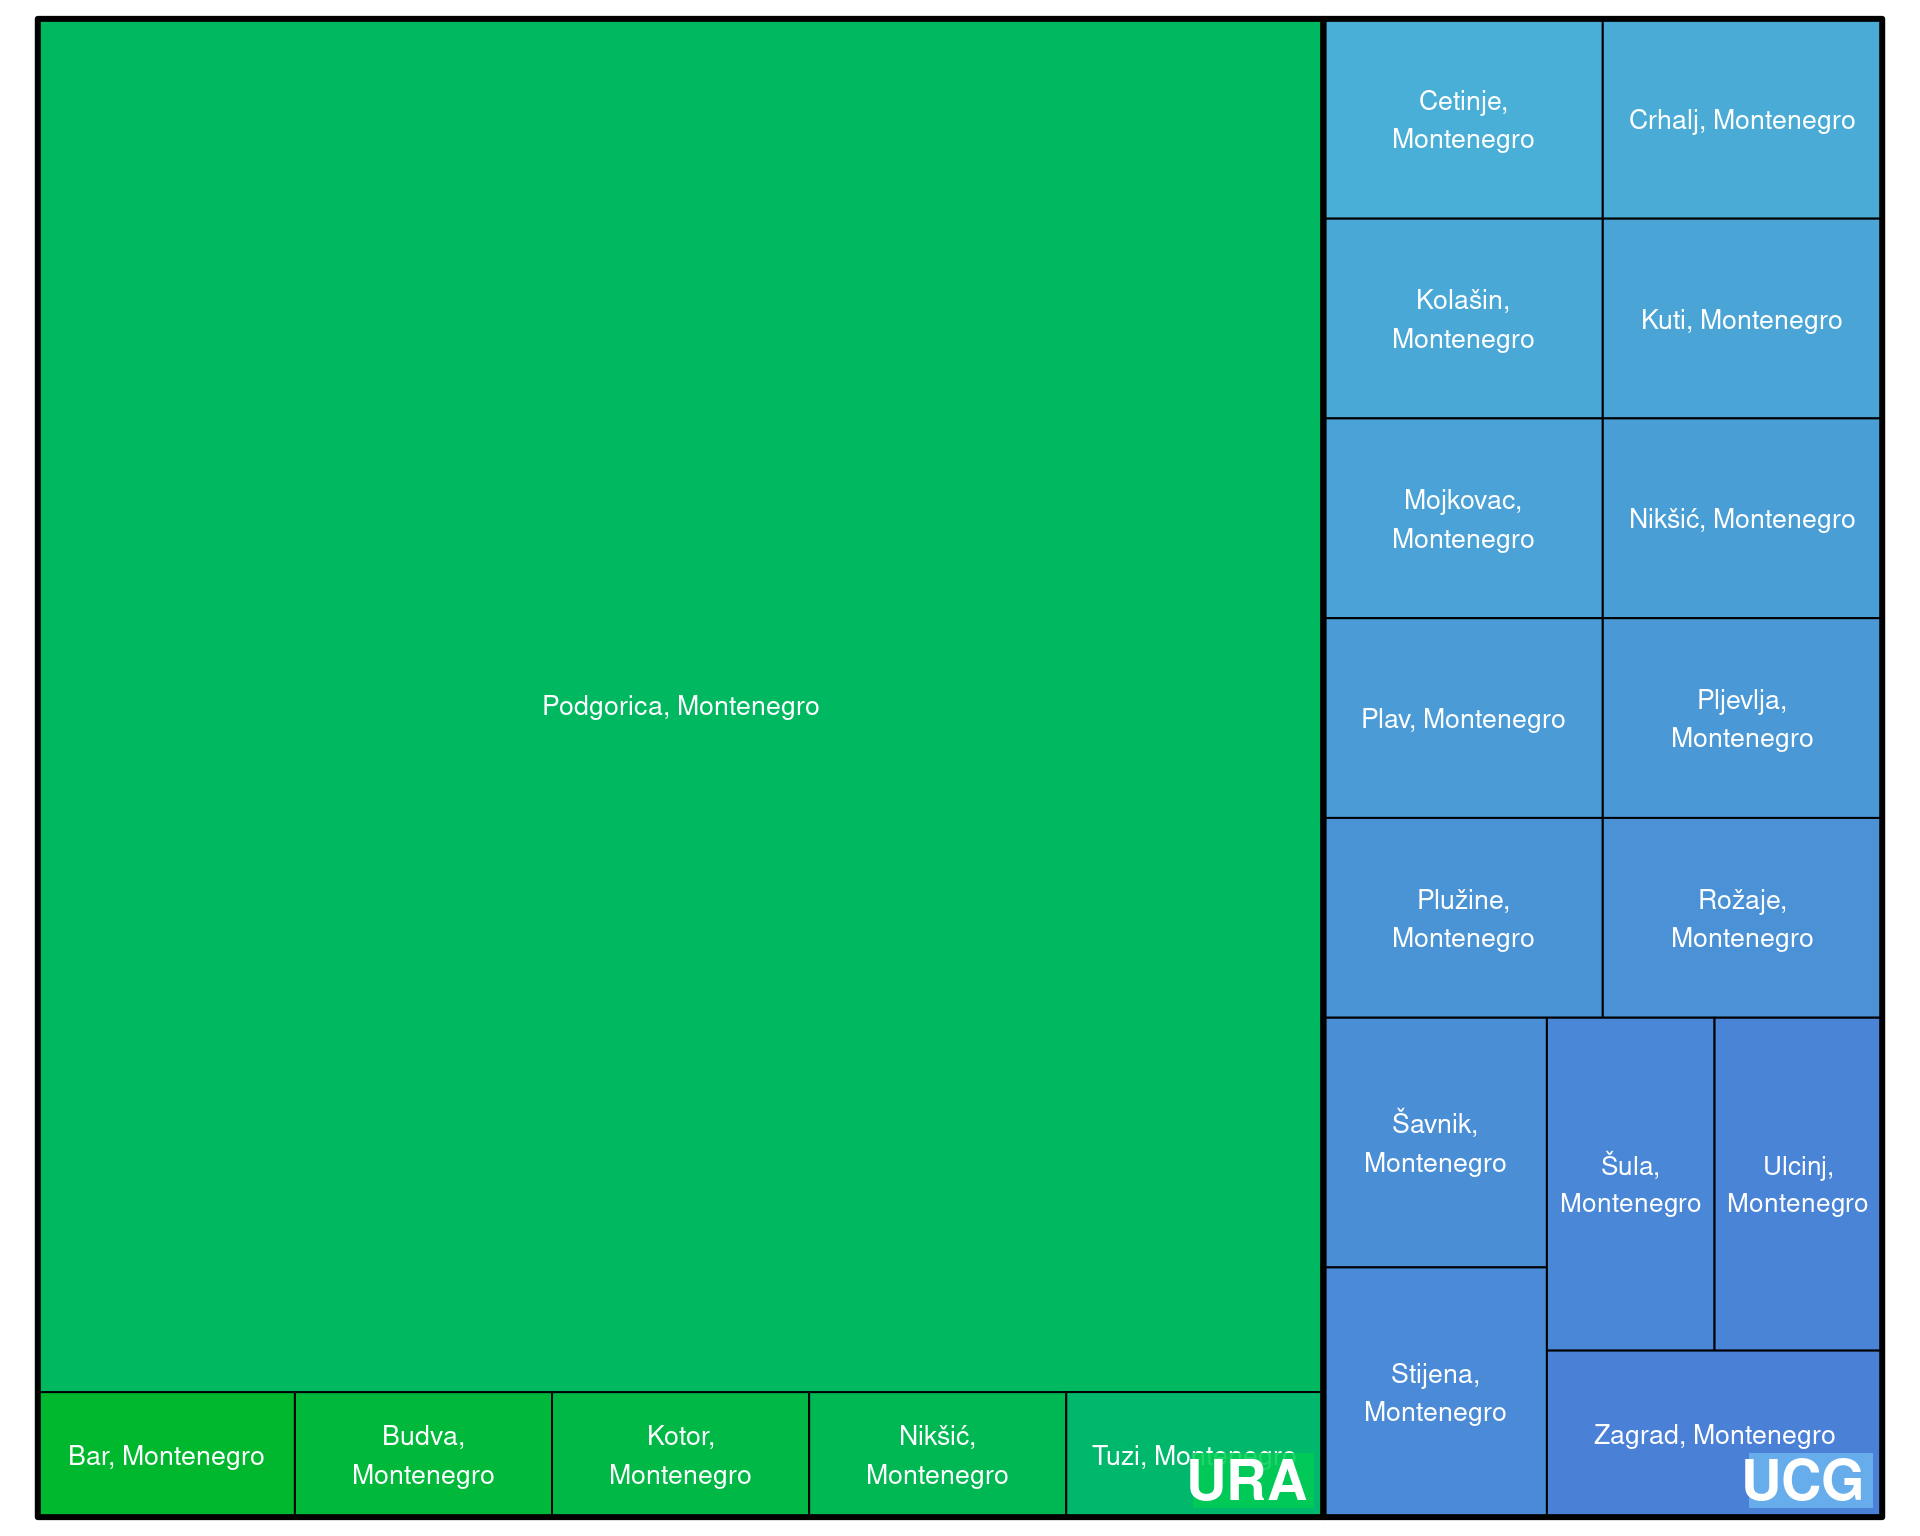 Podgorica, Montenegro
Bar, Montenegro
Budva,
Montenegro
Kotor,
Montenegro
Nikšić,
Montenegro
Tuzi, Montenegro
URA
Cetinje,
Montenegro
Crhalj, Montenegro
Kolašin,
Montenegro
Kuti, Montenegro
Mojkovac,
Montenegro
Nikšić, Montenegro
Plav, Montenegro
Pljevlja,
Montenegro
Plužine,
Montenegro
Rožaje,
Montenegro
Šavnik,
Montenegro
Šula,
Montenegro
Ulcinj,
Montenegro
Stijena,
Montenegro
Zagrad, Montenegro
UCG